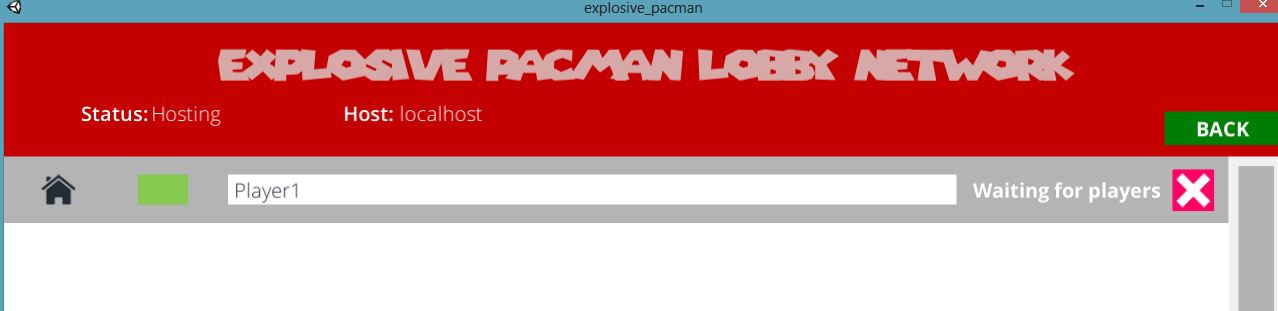 explosive_pacman
EXPLOSIVE PACMAN LOBBY NETWORK
Status: Hosting Host: localhost
BACK
Player1 Waiting for players